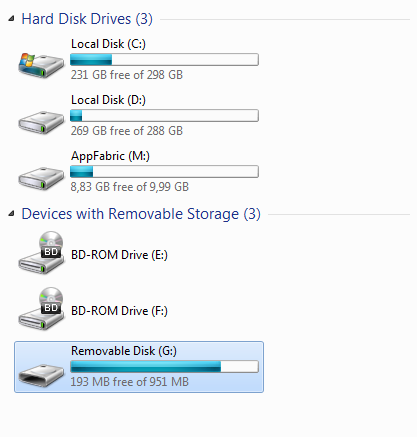 Hard Disk Drives (3)
Local Disk (C:)
231 GB free of 298 GB
Local Disk (D:)
269 GB free of 288 GB
AppFabric (M:)
8,83 GB free of 9,99 GB
Devices with Removable Storage (3)
BD
BD-ROM Drive (E:)
BD
BD-ROM Drive (F:)
Removable Disk (G:)
193 MB free of 951 MB